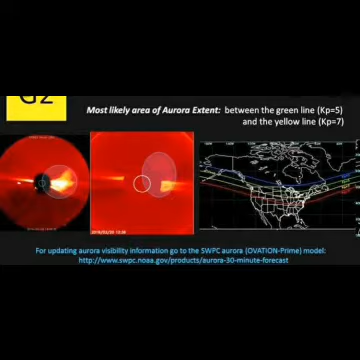 G2
Most likely area of Aurora Extent: between the green line (Kp=5)
and the yellow line (Kp=7)
For updating aurora visibility information go to the SWPC aurora (OVATION-Prime) model:
http://www.swpc.noaa.gov/products/aurora-30-minute-forecast